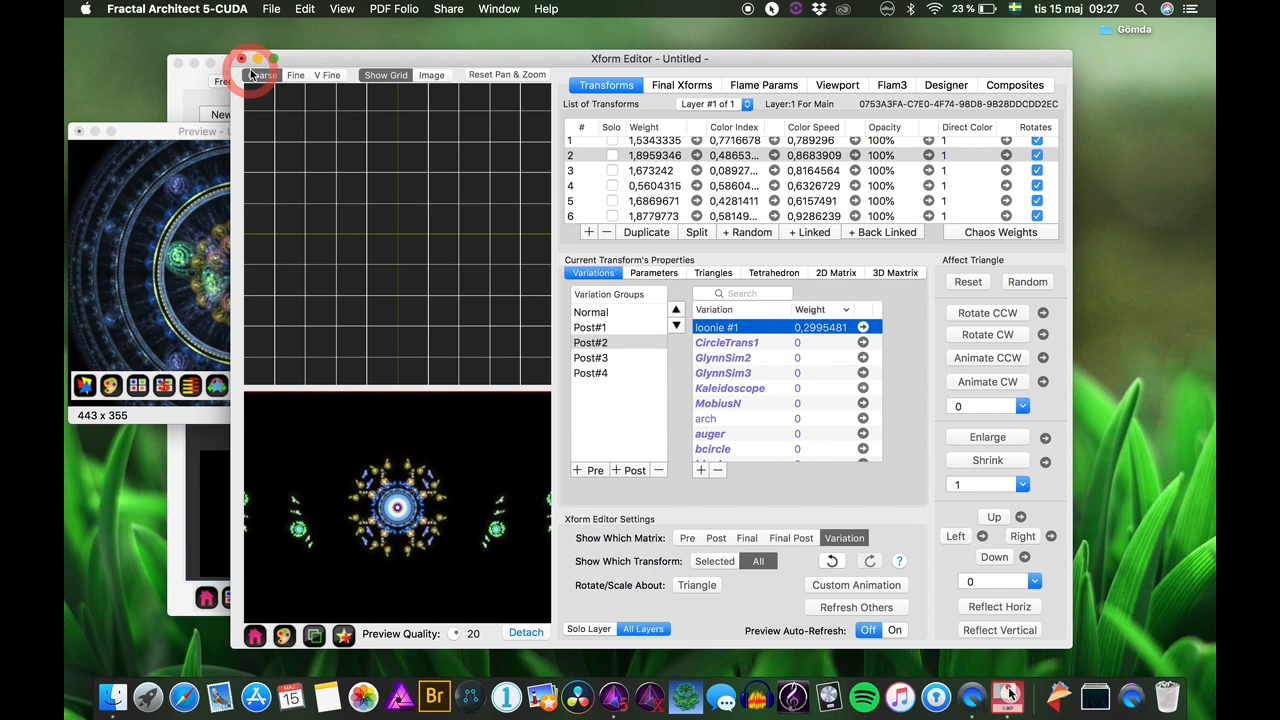 Fractal Architect 5-CUDA File Edit View PDF Folio Share Window Help 23 % tis 15 maj 09:27
Gömda
Xform Editor - Untitled -
Coarse Fine V Fine Show Grid Image Reset Pan & Zoom
Transforms Final Xforms Flame Params Viewport Flam3 Designer Composites
List of Transforms Layer #1 of 1 Layer:1 For Main 0753A3FA-C7E0-4F74-98D8-9B28DDCDD2EC
# Solo Weight Color Index Color Speed Opacity Direct Color Rotates
1 1,5343335 0,7716678 0,789296 100% 1
2 1,8959346 0,48653... 0,8683909 100% 1
3 1,673242 0,08927... 0,8164564 100% 1
4 0,5604315 0,58604... 0,6326729 100% 1
5 1,6869671 0,4281411 0,6157491 100% 1
6 1,8779773 0,58149... 0,9286239 100% 1
+ − Duplicate Split + Random + Linked + Back Linked Chaos Weights
Current Transform's Properties
Variations Parameters Triangles Tetrahedron 2D Matrix 3D Maxtrix
Variation Groups
Normal
Post#1
Post#2
Post#3
Post#4
+ Pre + Post −
Search
Variation Weight
loonie #1 0,2995481
CircleTrans1 0
GlynnSim2 0
GlynnSim3 0
Kaleidoscope 0
MobiusN 0
arch 0
auger 0
bcircle 0
+ −
Affect Triangle
Reset Random
Rotate CCW
Rotate CW
Animate CCW
Animate CW
0
Enlarge
Shrink
1
Up
Left Right
Down
0
Reflect Horiz
Reflect Vertical
Xform Editor Settings
Show Which Matrix: Pre Post Final Final Post Variation
Show Which Transform: Selected All ?
Rotate/Scale About: Triangle Custom Animation
Refresh Others
Solo Layer All Layers Preview Auto-Refresh: Off On
Preview Quality: 20 Detach
New
Preview - U
443 x 355
MAJ
15
Br
1